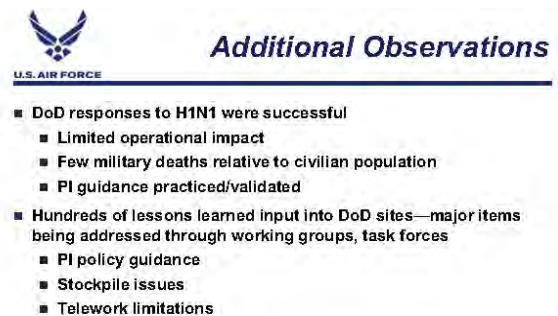 Additional Observations
U.S. AIR FORCE
■ DoD responses to H1N1 were successful
■ Limited operational impact
■ Few military deaths relative to civilian population
■ PI guidance practiced/validated
■ Hundreds of lessons learned input into DoD sites—major items
being addressed through working groups, task forces
■ PI policy guidance
■ Stockpile issues
■ Telework limitations